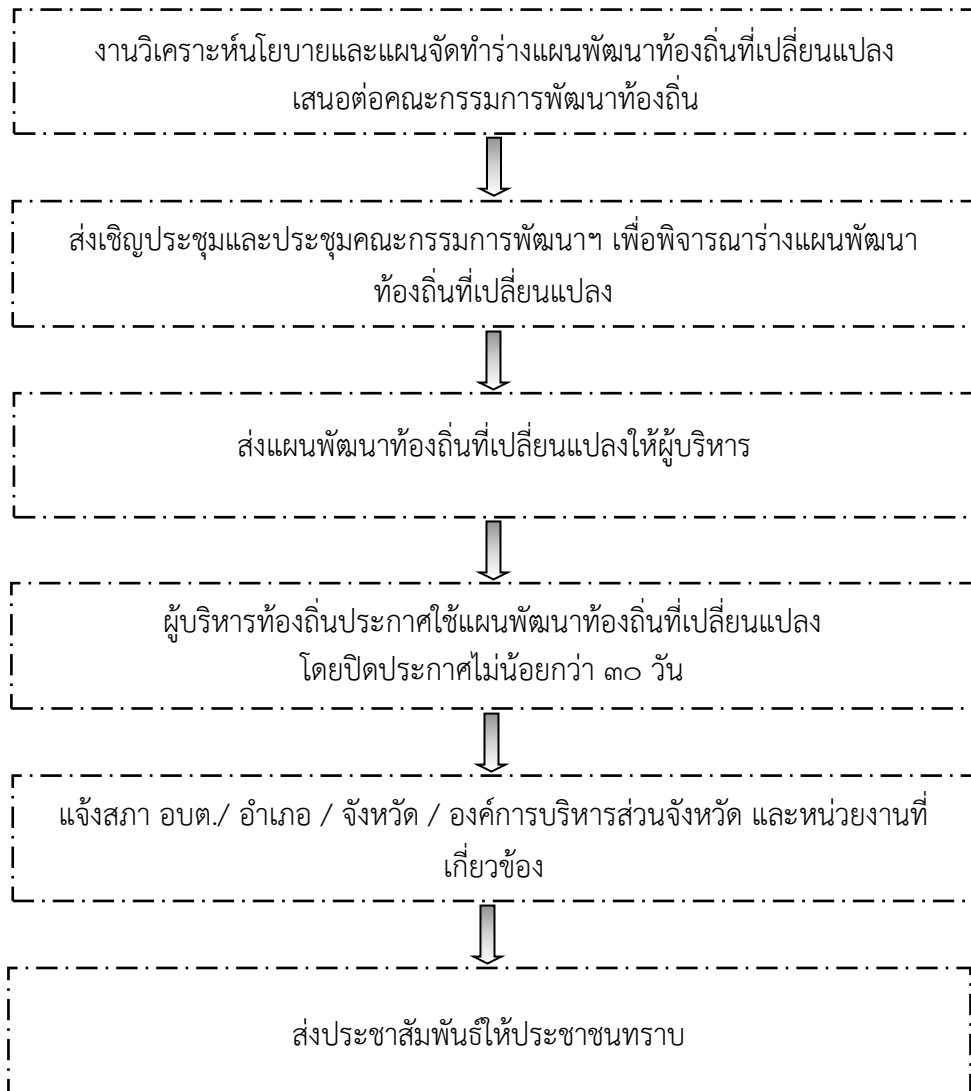 งานวิเคราะห์นโยบายและแผนจัดทำร่างแผนพัฒนาท้องถิ่นที่เปลี่ยนแปลง
เสนอต่อคณะกรรมการพัฒนาท้องถิ่น
ส่งเชิญประชุมและประชุมคณะกรรมการพัฒนาฯ เพื่อพิจารณาร่างแผนพัฒนา
ท้องถิ่นที่เปลี่ยนแปลง
ส่งแผนพัฒนาท้องถิ่นที่เปลี่ยนแปลงให้ผู้บริหาร
ผู้บริหารท้องถิ่นประกาศใช้แผนพัฒนาท้องถิ่นที่เปลี่ยนแปลง
โดยปิดประกาศไม่น้อยกว่า ๓๐ วัน
แจ้งสภา อบต./ อำเภอ / จังหวัด / องค์การบริหารส่วนจังหวัด และหน่วยงานที่
เกี่ยวข้อง
ส่งประชาสัมพันธ์ให้ประชาชนทราบ